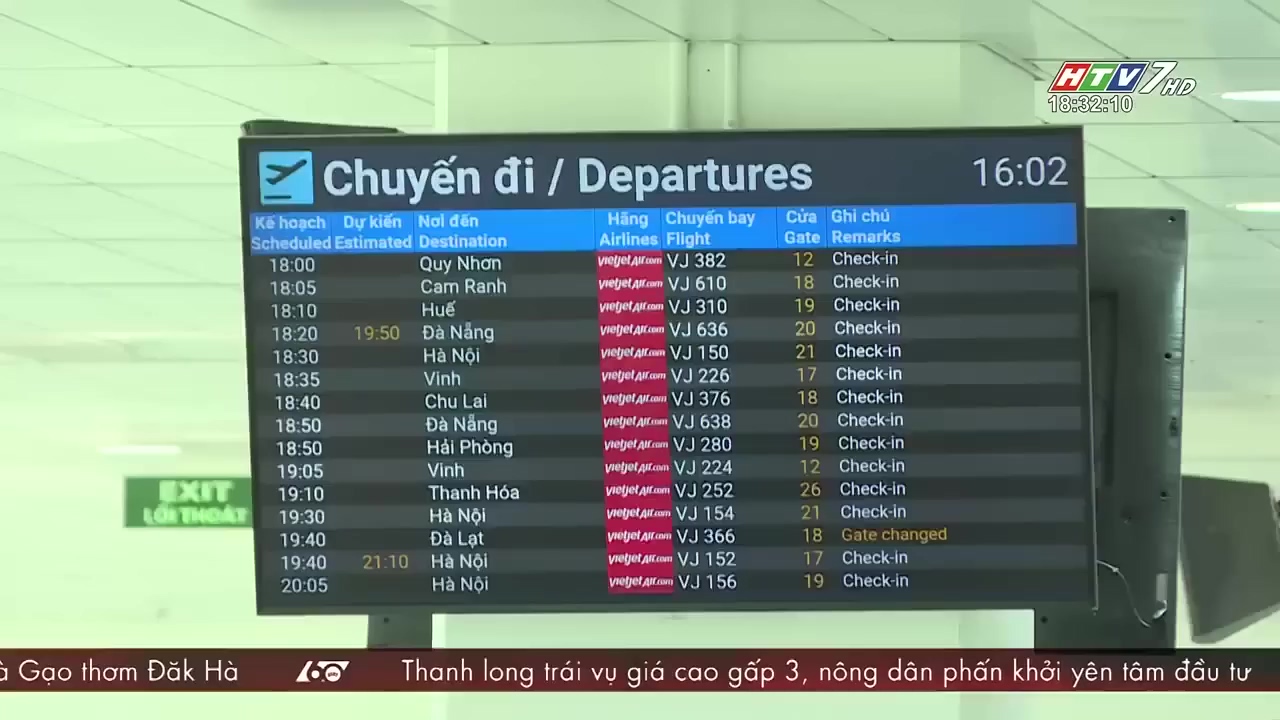 HTV7 HD
18:32:10
Chuyến đi / Departures 16:02
Kế hoạch Dự kiến Nơi đến Hãng Chuyến bay Cửa Ghi chú
Scheduled Estimated Destination Airlines Flight Gate Remarks
18:00 Quy Nhơn vietjetAir.com VJ 382 12 Check-in
18:05 Cam Ranh vietjetAir.com VJ 610 18 Check-in
18:10 Huế vietjetAir.com VJ 310 19 Check-in
18:20 19:50 Đà Nẵng vietjetAir.com VJ 636 20 Check-in
18:30 Hà Nội vietjetAir.com VJ 150 21 Check-in
18:35 Vinh vietjetAir.com VJ 226 17 Check-in
18:40 Chu Lai vietjetAir.com VJ 376 18 Check-in
18:50 Đà Nẵng vietjetAir.com VJ 638 20 Check-in
18:50 Hải Phòng vietjetAir.com VJ 280 19 Check-in
19:05 Vinh vietjetAir.com VJ 224 12 Check-in
19:10 Thanh Hóa vietjetAir.com VJ 252 26 Check-in
19:30 Hà Nội vietjetAir.com VJ 154 21 Check-in
19:40 Đà Lạt vietjetAir.com VJ 366 18 Gate changed
19:40 21:10 Hà Nội vietjetAir.com VJ 152 17 Check-in
20:05 Hà Nội vietjetAir.com VJ 156 19 Check-in
EXIT
LỐI THOÁT
à Gạo thơm Đăk Hà 60 giây Thanh long trái vụ giá cao gấp 3, nông dân phấn khởi yên tâm đầu tư